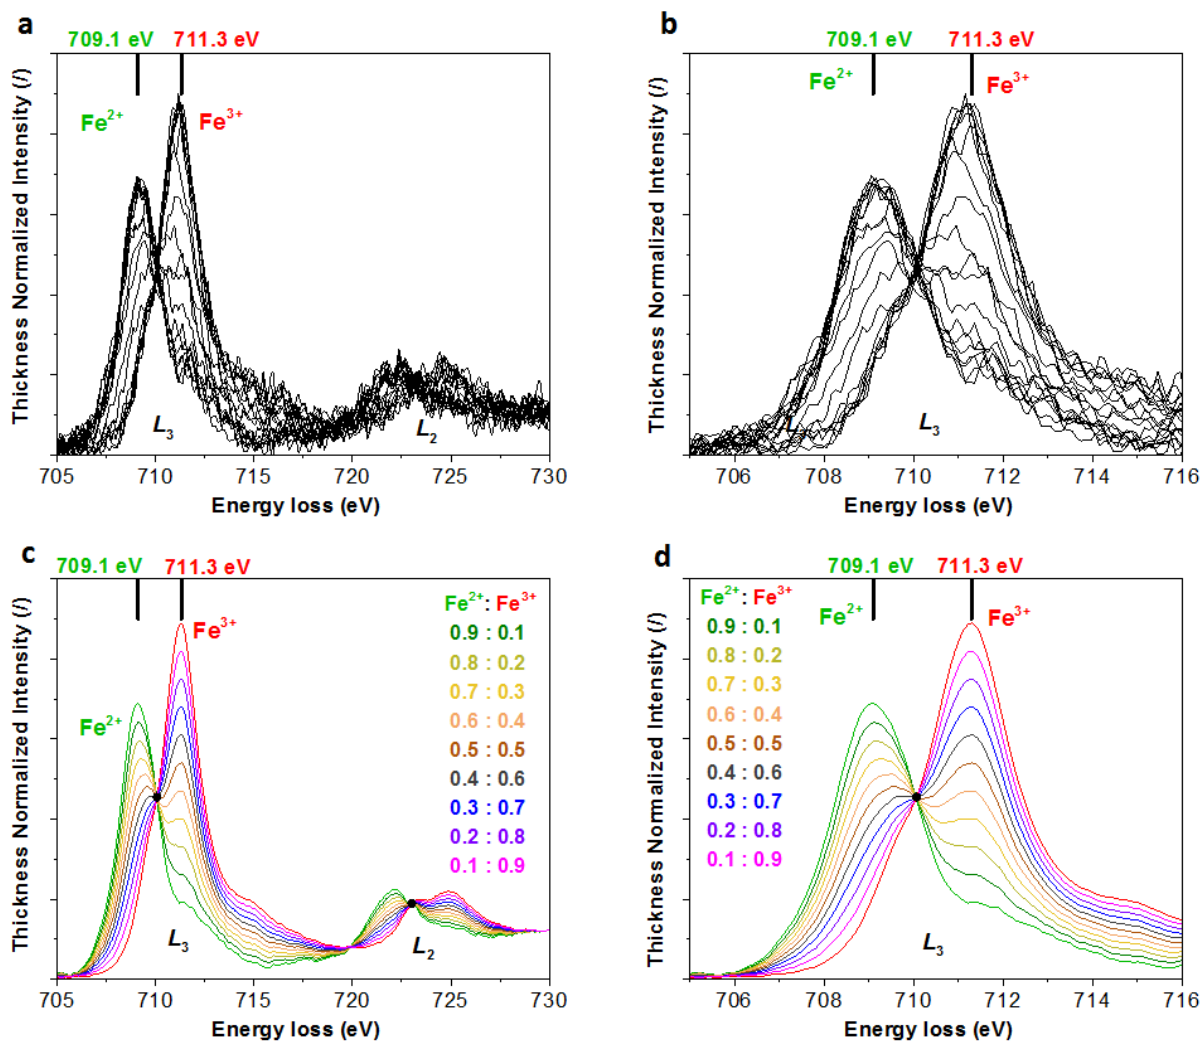 a
709.1 eV 711.3 eV
Fe2+
Fe3+
Thickness Normalized Intensity (I)
L3
L2
705 710 715 720 725 730
Energy loss (eV)
b
709.1 eV 711.3 eV
Fe2+
Fe3+
Thickness Normalized Intensity (I)
L
L3
706 708 710 712 714 716
Energy loss (eV)
c
709.1 eV 711.3 eV
Fe3+
Fe2+
Fe2+: Fe3+
0.9 : 0.1
0.8 : 0.2
0.7 : 0.3
0.6 : 0.4
0.5 : 0.5
0.4 : 0.6
0.3 : 0.7
0.2 : 0.8
0.1 : 0.9
Thickness Normalized Intensity (I)
L3
L2
705 710 715 720 725 730
Energy loss (eV)
d
709.1 eV 711.3 eV
Fe2+: Fe3+
0.9 : 0.1
0.8 : 0.2
0.7 : 0.3
0.6 : 0.4
0.5 : 0.5
0.4 : 0.6
0.3 : 0.7
0.2 : 0.8
0.1 : 0.9
Fe2+
Fe3+
Thickness Normalized Intensity (I)
L3
706 708 710 712 714 716
Energy loss (eV)